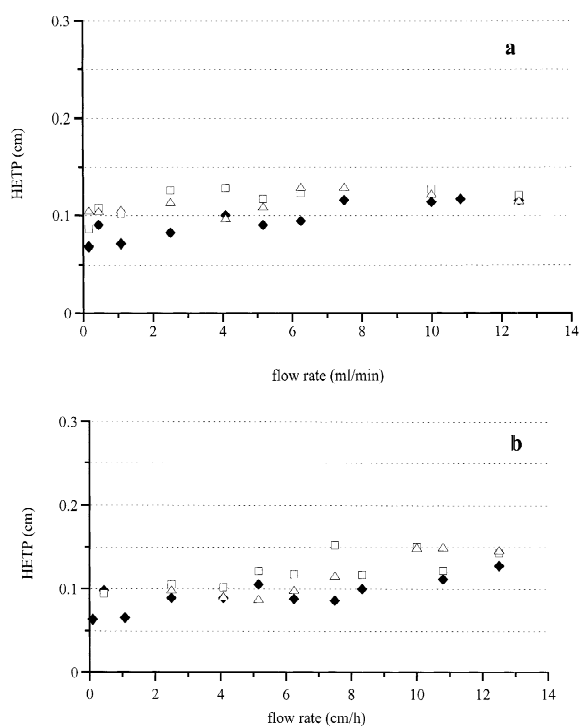 0.3
a
0.2
HETP (cm)
0.1
0
0 2 4 6 8 10 12 14
flow rate (ml/min)
0.3
b
0.2
HETP (cm)
0.1
0
0 2 4 6 8 10 12 14
flow rate (cm/h)